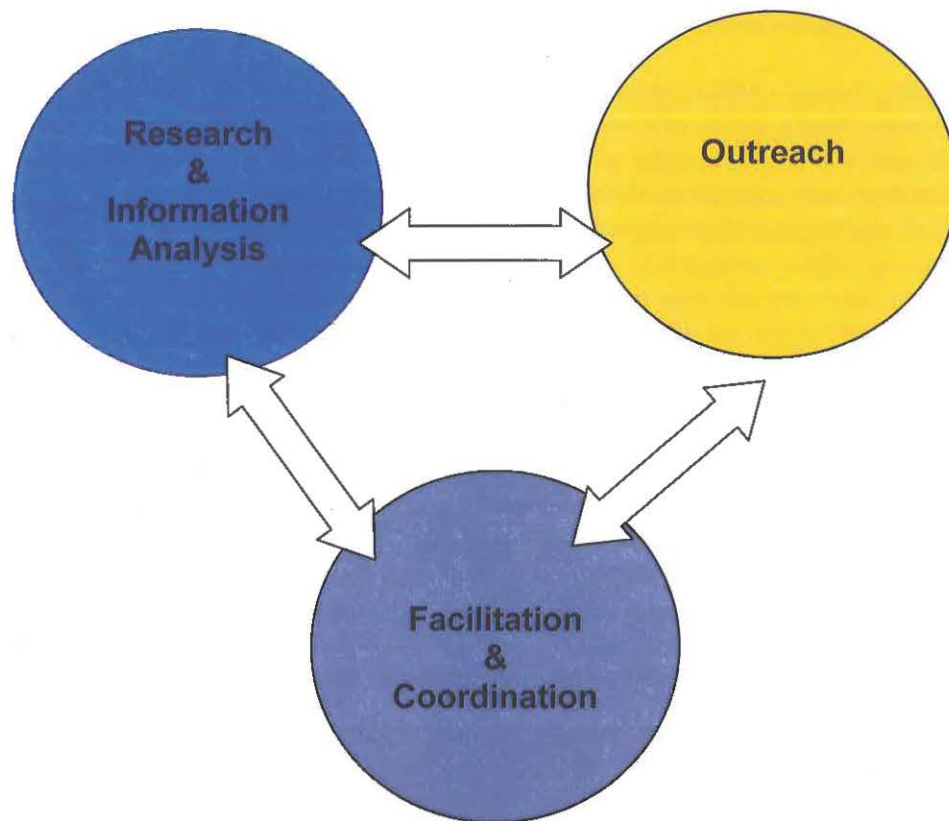 Research
&
Information
Analysis
Outreach
Facilitation
&
Coordination